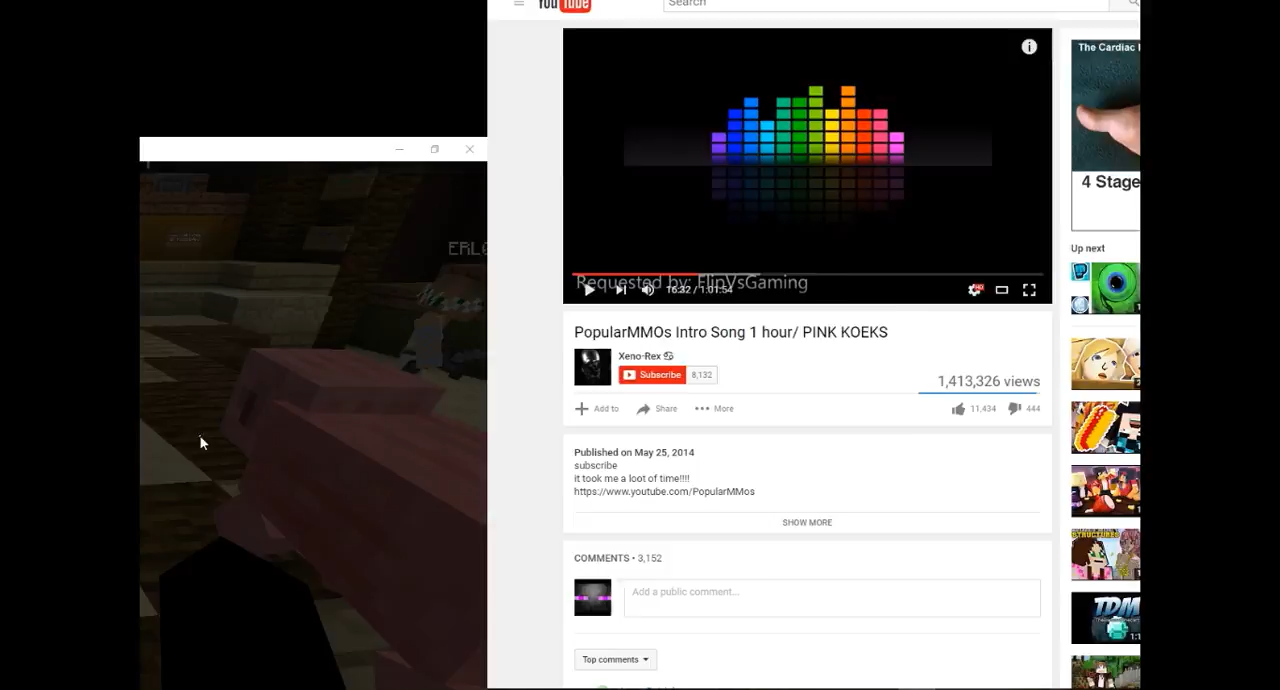 YouTube
Search
The Cardiac
4 Stage
Up next
Requested by: FlipVsGaming
16:32 / 1:01:54
PopularMMOs Intro Song 1 hour/ PINK KOEKS
Xeno-Rex
Subscribe 8,132
1,413,326 views
Add to Share More 11,434 444
Published on May 25, 2014
subscribe
it took me a loot of time!!!!
https://www.youtube.com/PopularMMos
SHOW MORE
COMMENTS • 3,152
Add a public comment...
Top comments
TDM